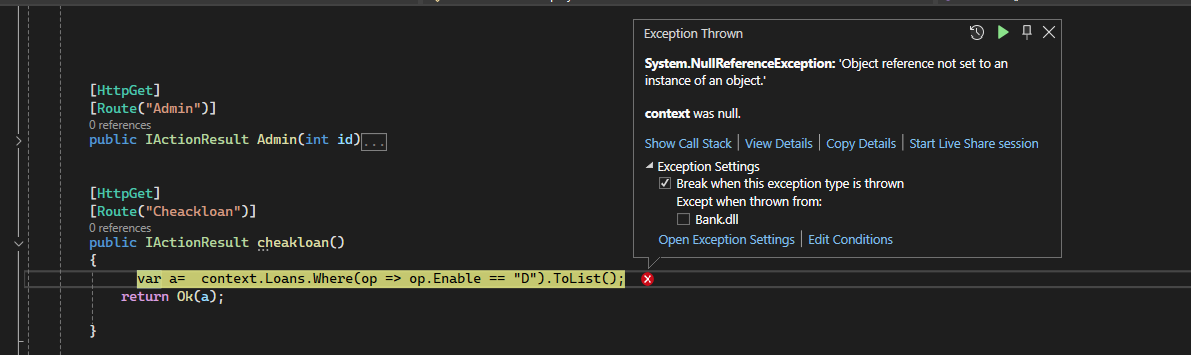 [HttpGet]
[Route("Admin")]
0 references
public IActionResult Admin(int id)...
[HttpGet]
[Route("Cheackloan")]
0 references
public IActionResult cheakloan()
{
var a=  context.Loans.Where(op => op.Enable == "D").ToList();
return Ok(a);
}
Exception Thrown
System.NullReferenceException: 'Object reference not set to an
instance of an object.'
context was null.
Show Call Stack | View Details | Copy Details | Start Live Share session
Exception Settings
Break when this exception type is thrown
Except when thrown from:
Bank.dll
Open Exception Settings | Edit Conditions